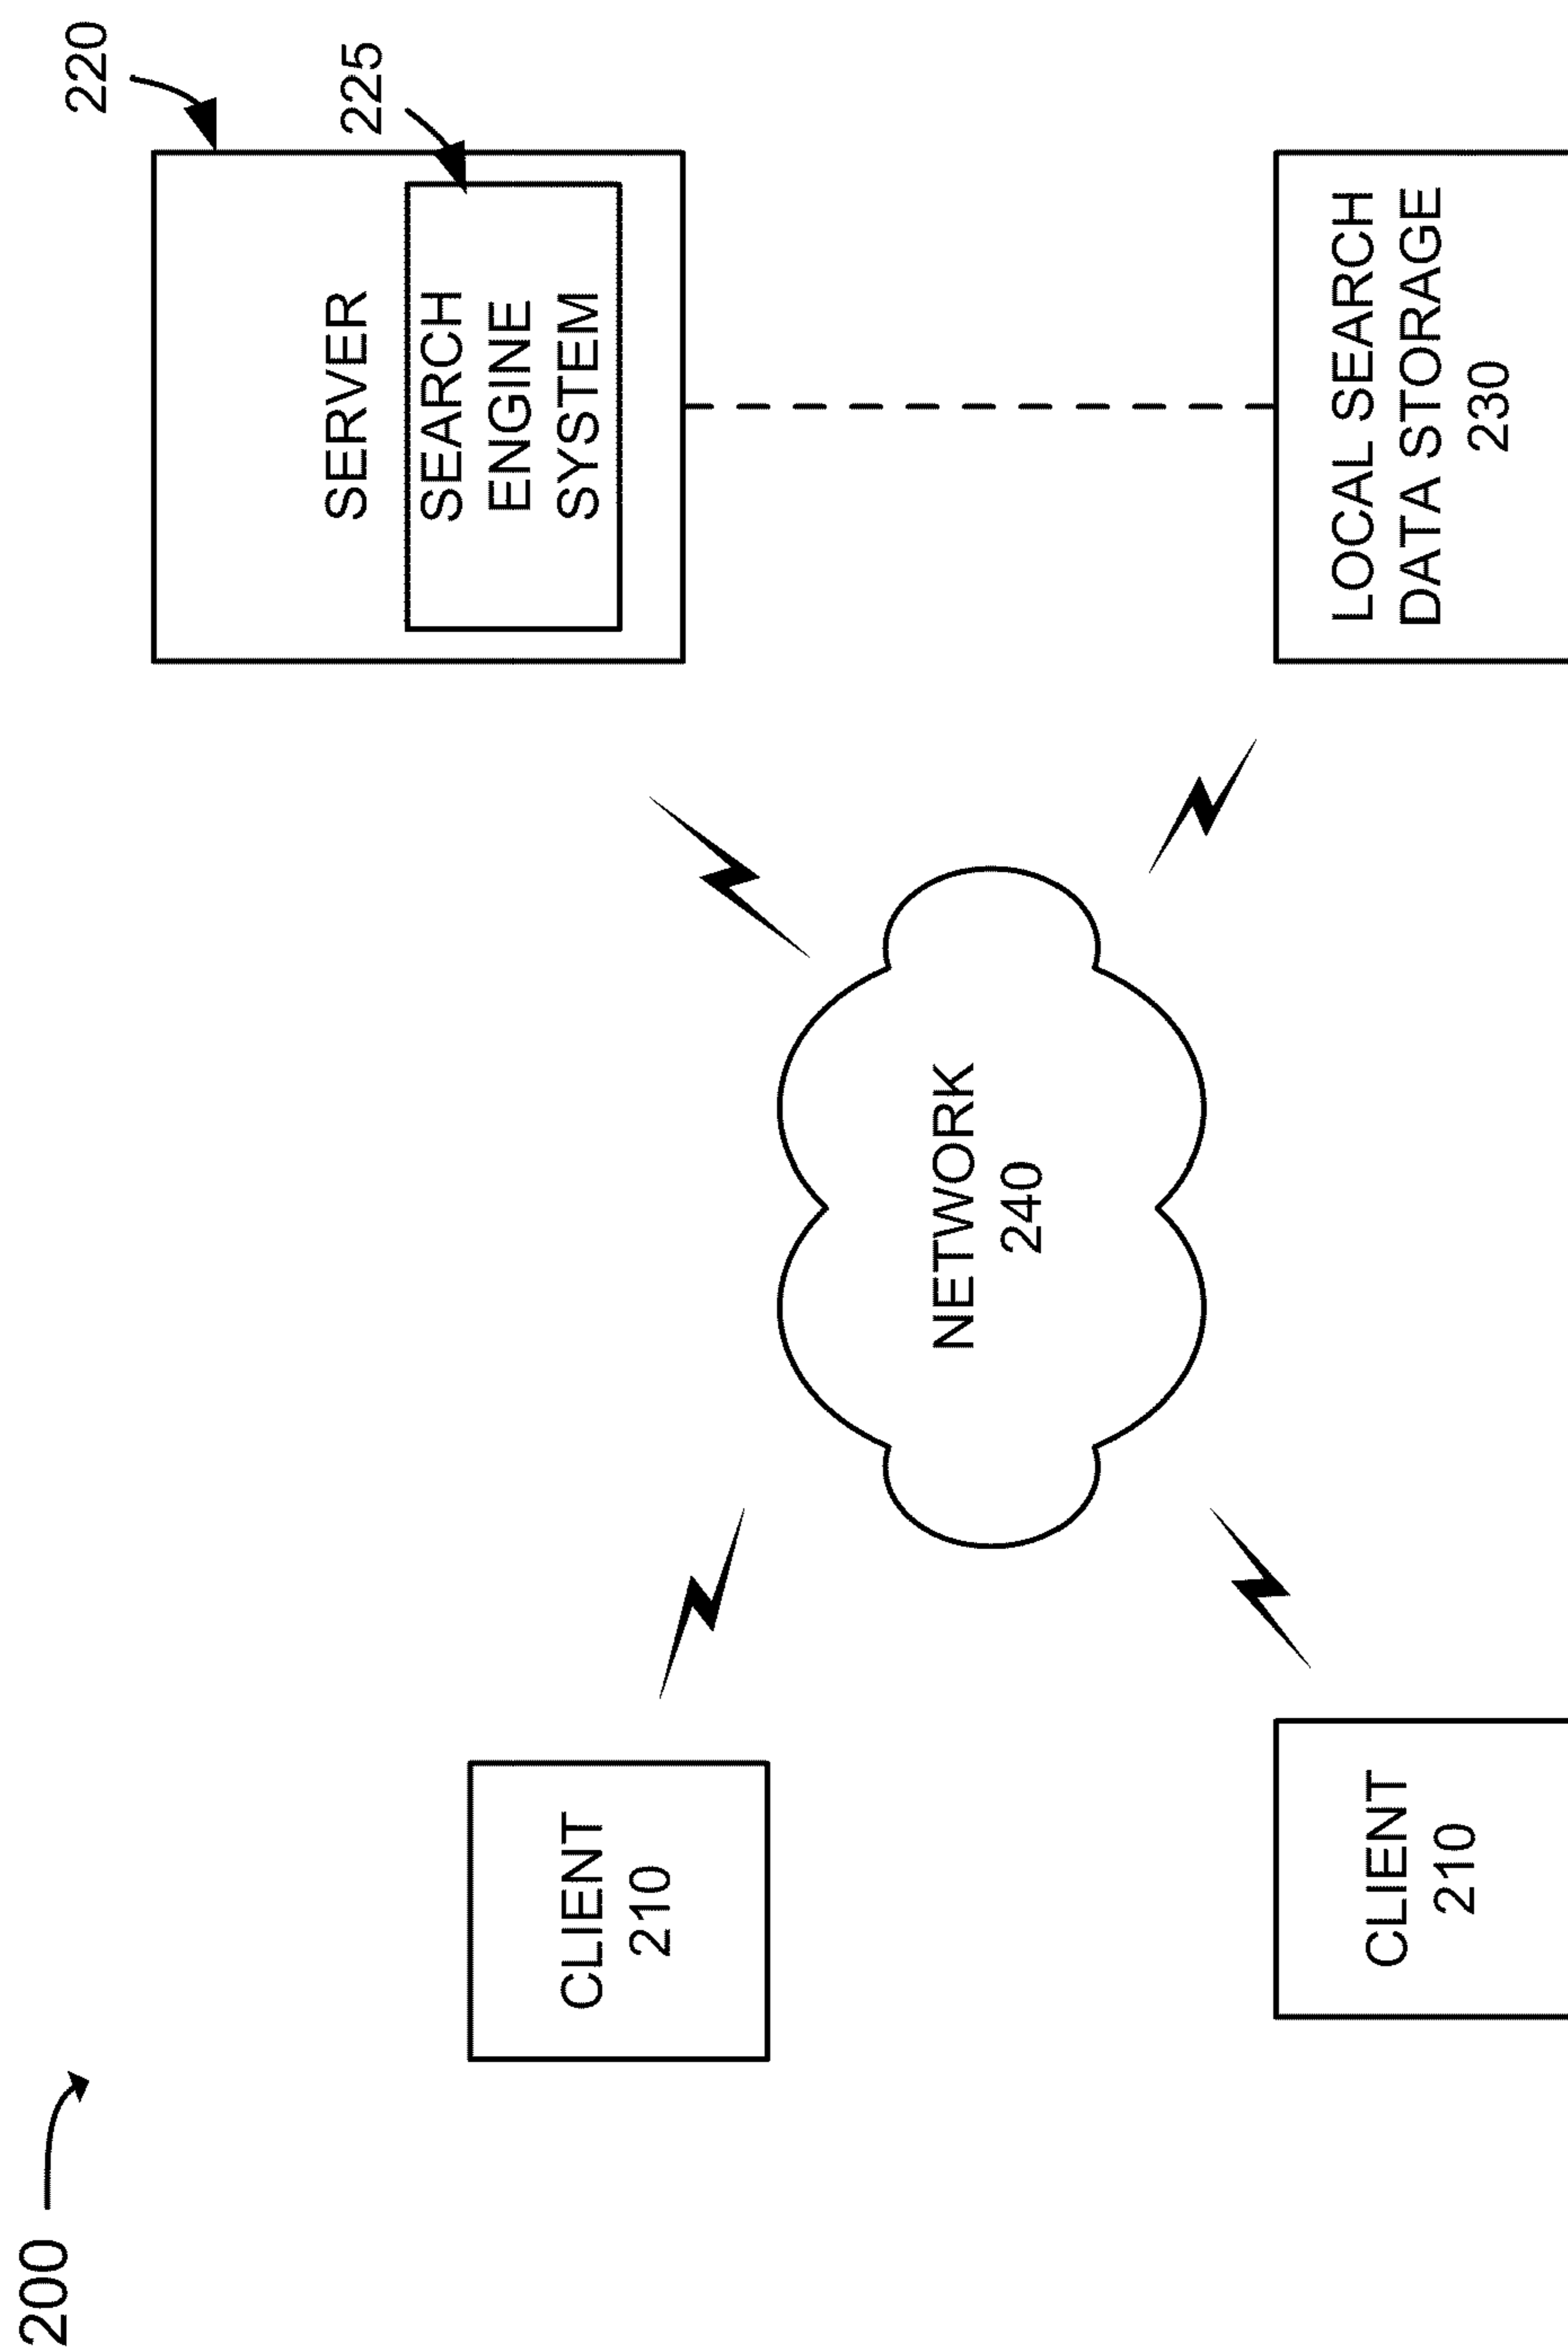 200
220
225
SERVER
SEARCH
ENGINE
SYSTEM
CLIENT
210
NETWORK
240
CLIENT
210
LOCAL SEARCH
DATA STORAGE
230